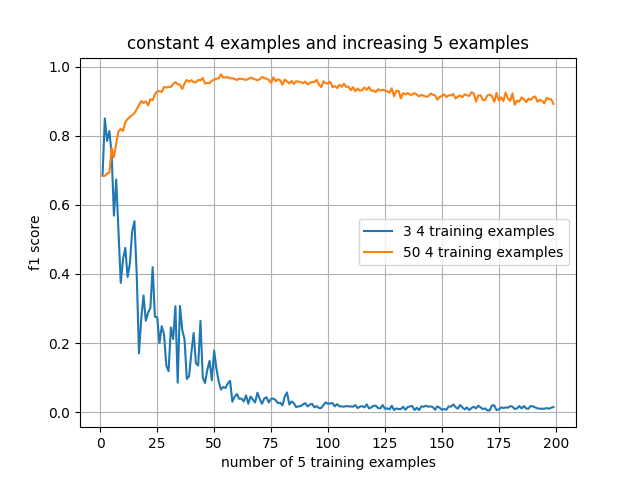 constant 4 examples and increasing 5 examples
1.0
0.8
0.6
0.4
0.2
0.0
f1 score
3 4 training examples
50 4 training examples
0 25 50 75 100 125 150 175 200
number of 5 training examples